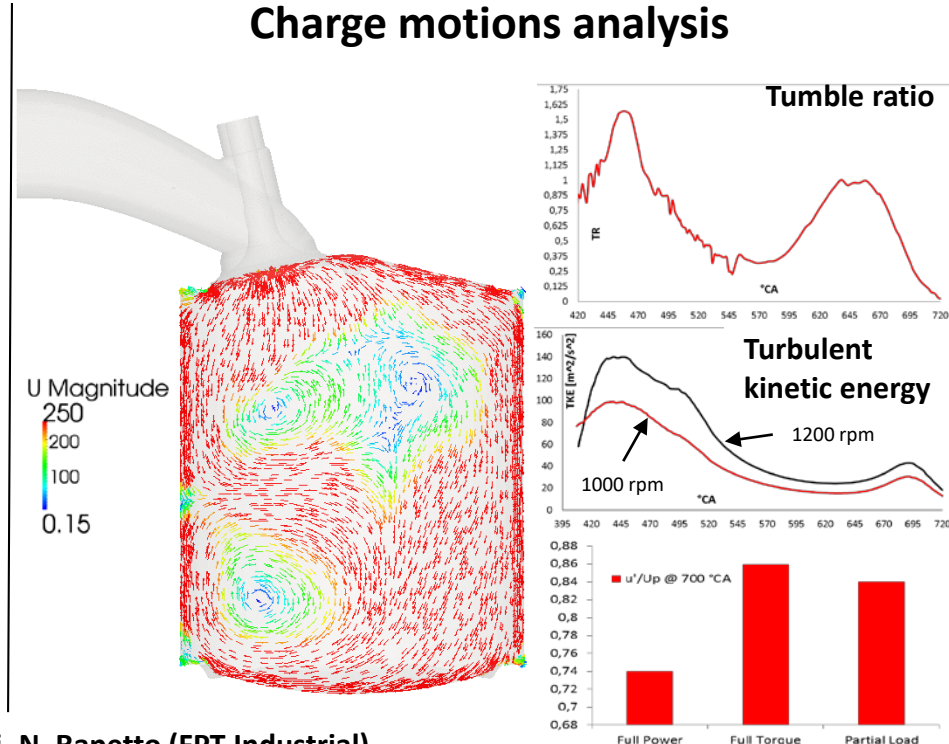 Charge motions analysis
U Magnitude
250
200
100
0.15
Tumble ratio
1,75
1,625
1,5
1,375
1,25
1,125
1
0,875
0,75
0,625
0,5
0,375
0,25
0,125
0
TR
°CA
420 445 470 495 520 545 570 595 620 645 670 695 720
Turbulent
kinetic energy
TKE [m^2/s^2]
160
140
120
100
80
60
40
20
0
1200 rpm
1000 rpm
°CA
395 420 445 470 495 520 545 570 595 620 645 670 695 720
0,88
0,86
0,84
0,82
0,8
0,78
0,76
0,74
0,72
0,7
0,68
u'/Up @ 700 °CA
Full Power Full Torque Partial Load